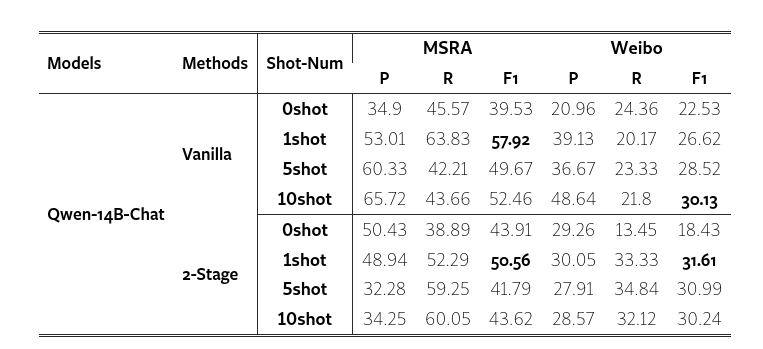 Models Methods Shot-Num MSRA Weibo
P R F1 P R F1
0shot 34.9 45.57 39.53 20.96 24.36 22.53
1shot 53.01 63.83 57.92 39.13 20.17 26.62
Vanilla
5shot 60.33 42.21 49.67 36.67 23.33 28.52
10shot 65.72 43.66 52.46 48.64 21.8 30.13
Qwen-14B-Chat
0shot 50.43 38.89 43.91 29.26 13.45 18.43
1shot 48.94 52.29 50.56 30.05 33.33 31.61
2-Stage
5shot 32.28 59.25 41.79 27.91 34.84 30.99
10shot 34.25 60.05 43.62 28.57 32.12 30.24